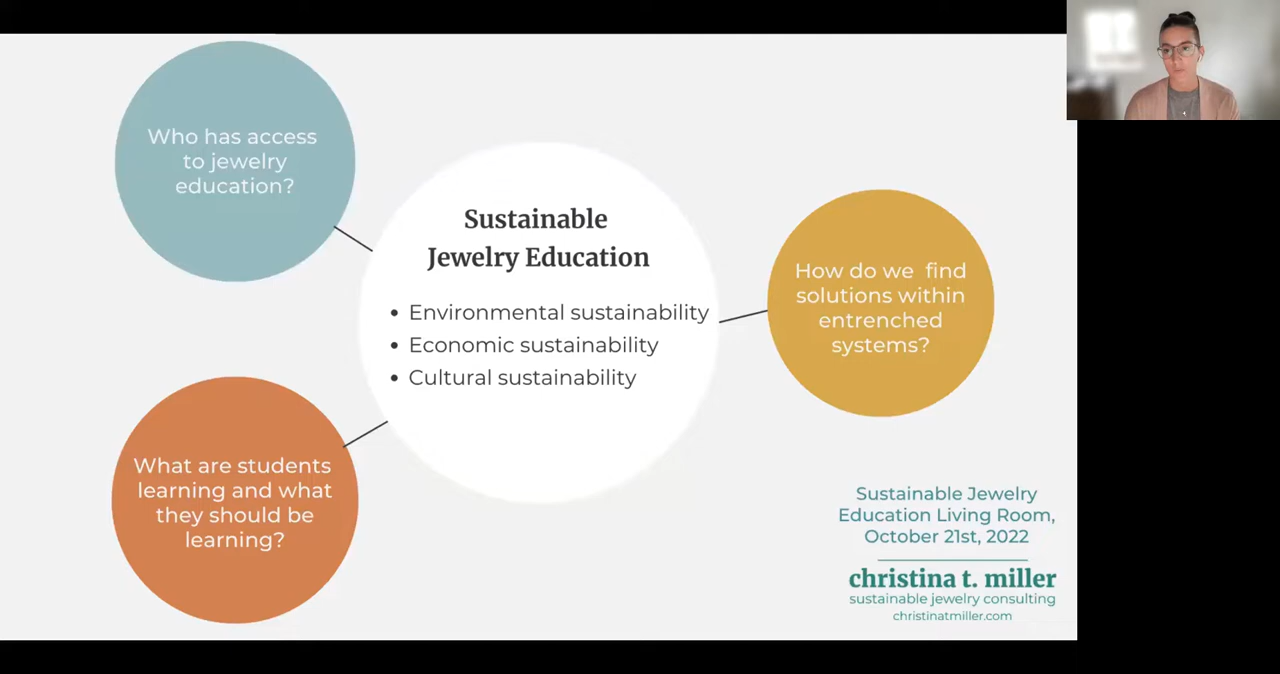 Who has access
to jewelry
education?
Sustainable
Jewelry Education
• Environmental sustainability
• Economic sustainability
• Cultural sustainability
How do we find
solutions within
entrenched
systems?
What are students
learning and what
they should be
learning?
Sustainable Jewelry
Education Living Room,
October 21st, 2022
christina t. miller
sustainable jewelry consulting
christinatmiller.com